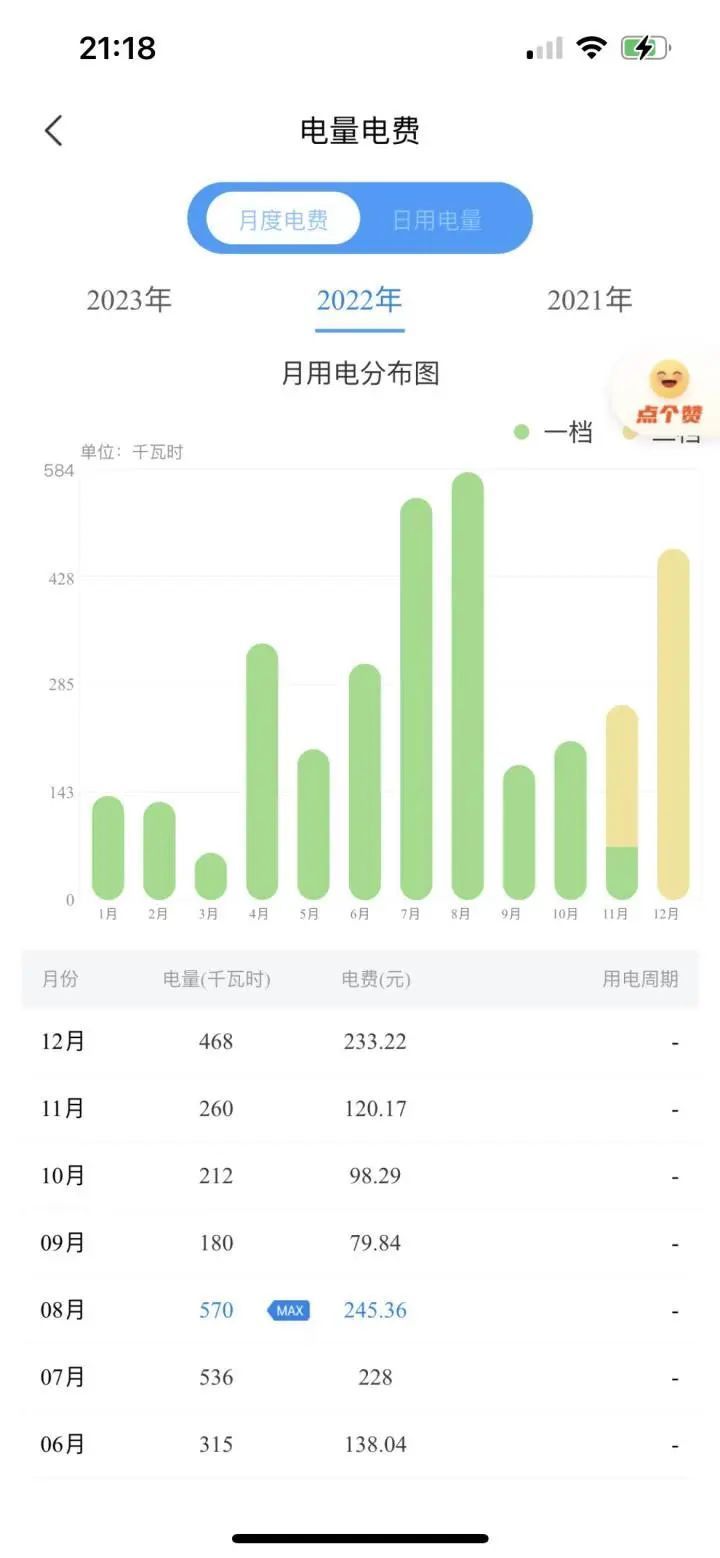 21:18
电量电费
月度电费 日用电量
2023年 2022年 2021年
月用电分布图
点个赞
一档
单位：千瓦时
584
428
285
143
0
1月 2月 3月 4月 5月 6月 7月 8月 9月 10月 11月 12月
月份 电量(千瓦时) 电费(元) 用电周期
12月 468 233.22 -
11月 260 120.17 -
10月 212 98.29 -
09月 180 79.84 -
08月 570 MAX 245.36 -
07月 536 228 -
06月 315 138.04 -